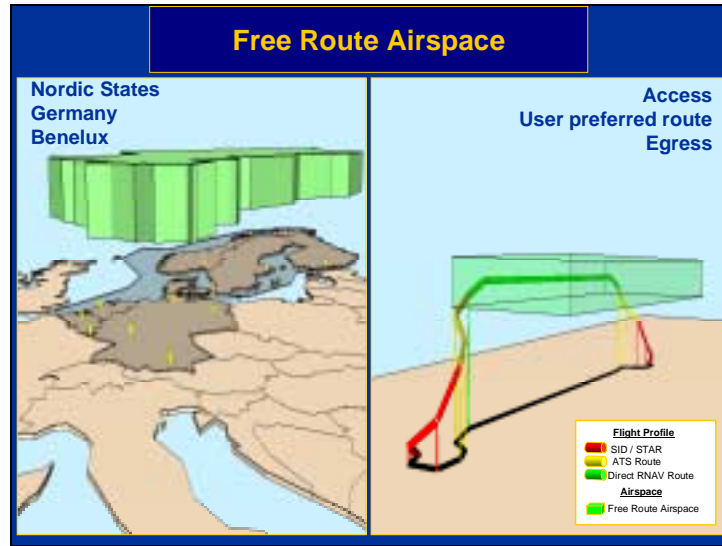 Free Route Airspace
Nordic States
Germany
Benelux
Access
User preferred route
Egress
Flight Profile
SID / STAR
ATS Route
Direct RNAV Route
Airspace
Free Route Airspace